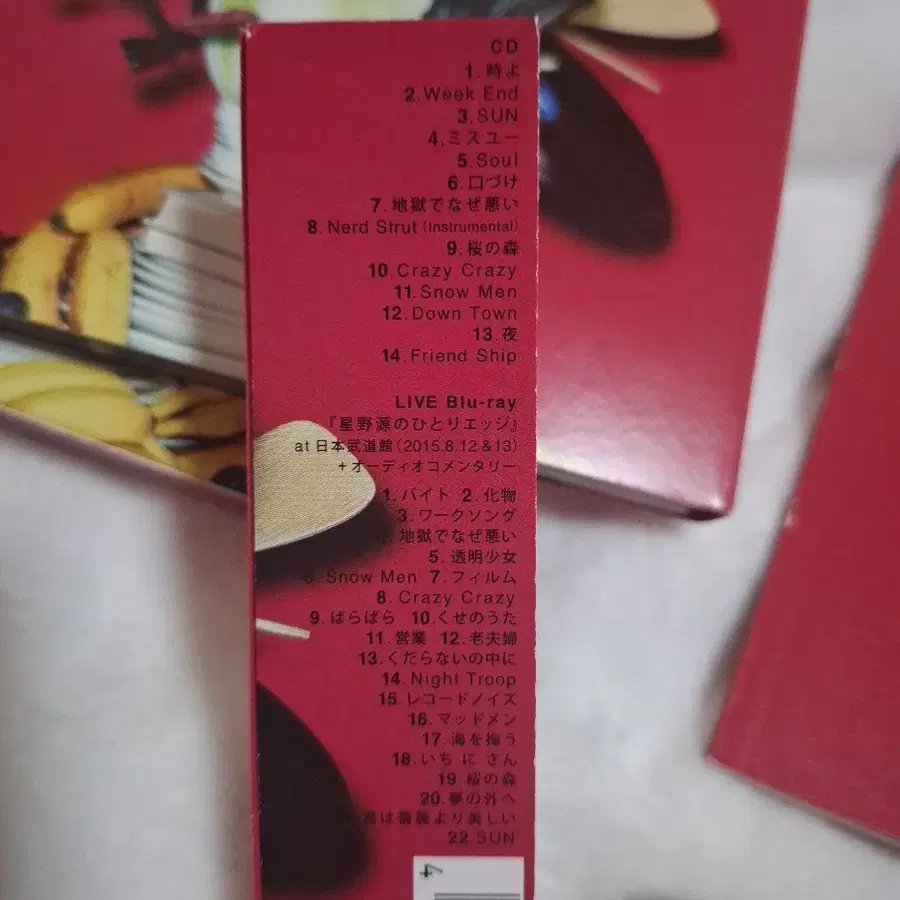 CD
1.時よ
2.Week End
3.SUN
4.ミスユー
5.Soul
6.口づけ
7.地獄でなぜ悪い
8.Nerd Strut(Instrumental)
9.桜の森
10.Crazy Crazy
11.Snow Men
12.Down Town
13.夜
14.Friend Ship
LIVE Blu-ray
『星野源のひとりエッジ』
at 日本武道館(2015.8.12&13)
+オーディオコメンタリー
1.バイト 2.化物
3.ワークソング
地獄でなぜ悪い
5.透明少女
6.Snow Men 7.フィルム
8.Crazy Crazy
9.ばらばら 10.くせのうた
11.営業 12.老夫婦
13.くだらないの中に
14.Night Troop
15.レコードノイズ
16.マッドメン
17.海を掬う
18.いち に さん
19.桜の森
20.夢の外へ
君は薔薇より美しい
22 SUN
4